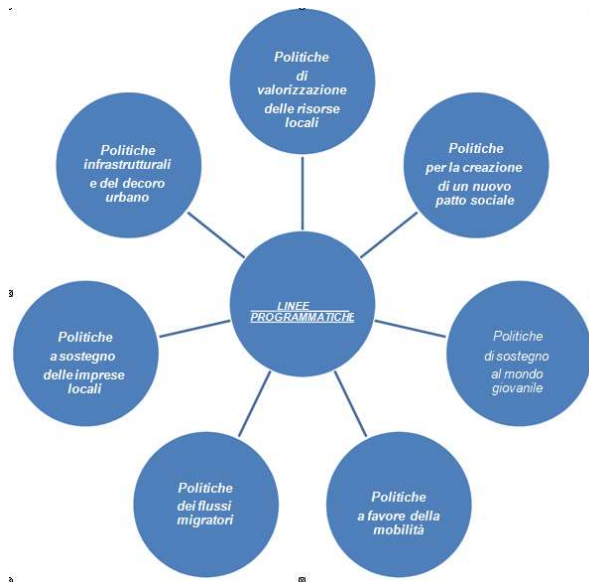 Politiche
di
valorizzazione
delle risorse
locali
Politiche
per la creazione
di un nuovo
patto sociale
Politiche
di sostegno
al mondo
giovanile
Politiche
a favore della
mobilità
Politiche
dei flussi
migratori
Politiche
a sostegno
delle imprese
locali
Politiche
infrastrutturali
e del decoro
urbano
LINEE
PROGRAMMATICHE